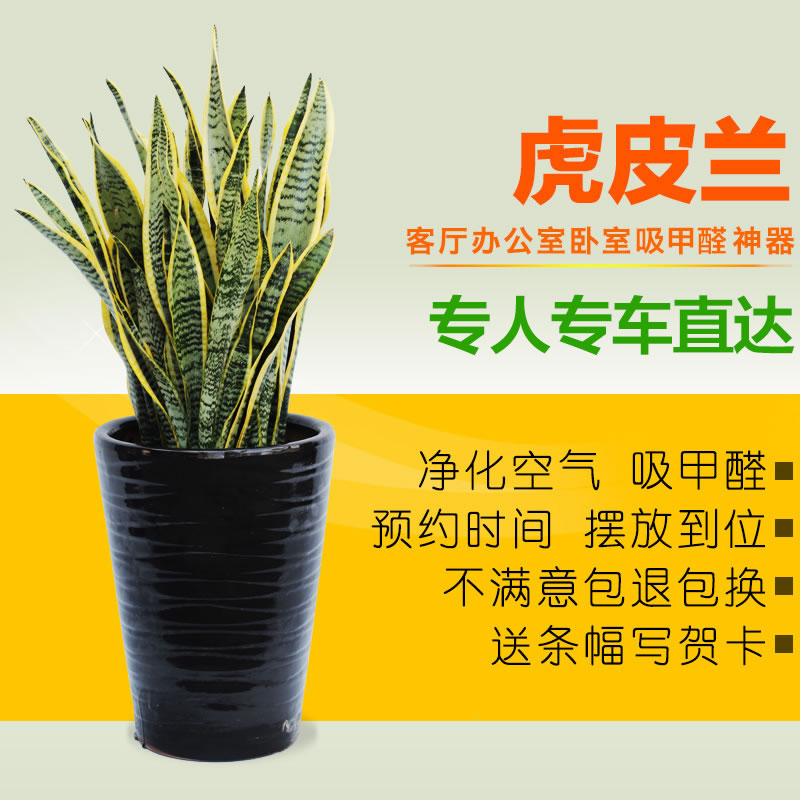 虎皮兰
客厅办公室卧室吸甲醛神器
专人专车直达
净化空气 吸甲醛
预约时间 摆放到位
不满意包退包换
送条幅写贺卡